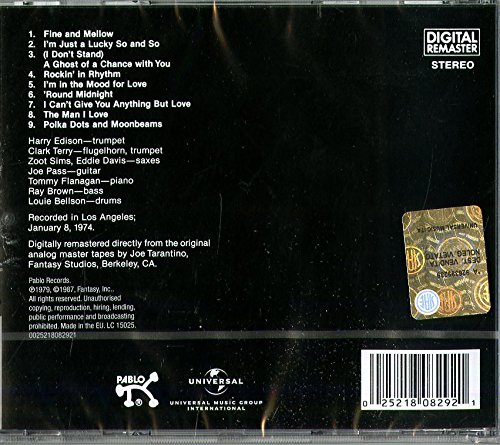 1. Fine and Mellow
2. I'm Just a Lucky So and So
3. (I Don't Stand)
A Ghost of a Chance with You
4. Rockin' in Rhythm
5. I'm in the Mood for Love
6. 'Round Midnight
7. I Can't Give You Anything But Love
8. The Man I Love
9. Polka Dots and Moonbeams
Harry Edison—trumpet
Clark Terry—flugelhorn, trumpet
Zoot Sims, Eddie Davis—saxes
Joe Pass—guitar
Tommy Flanagan—piano
Ray Brown—bass
Louie Bellson—drums
Recorded in Los Angeles;
January 8, 1974.
Digitally remastered directly from the original
analog master tapes by Joe Tarantino,
Fantasy Studios, Berkeley, CA.
Pablo Records.
℗1979, ©1987, Fantasy, Inc..
All rights reserved. Unauthorised
copying, reproduction, hiring, lending,
public performance and broadcasting
prohibited. Made in the EU. LC 15025.
0025218082921
DIGITAL
REMASTER
STEREO
UNIVERSAL
VEST. VENDITA
NOLEG. VIETATI
PABLO
UNIVERSAL
UNIVERSAL MUSIC GROUP
INTERNATIONAL
0 25218 08292 1